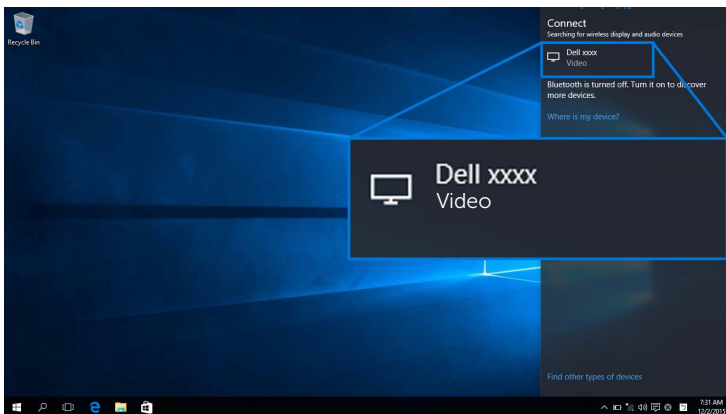 Recycle Bin
Connect
Searching for wireless display and audio devices
Dell xxxx
Video
Bluetooth is turned off. Turn it on to discover
more devices.
Where is my device?
Dell xxxx
Video
Find other types of devices
7:31 AM